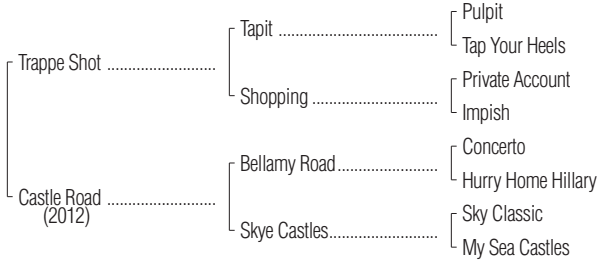 Pulpit
Tapit ................................
Tap Your Heels
Trappe Shot ........................
Private Account
Shopping .........................
Impish
Concerto
Bellamy Road....................
Hurry Home Hillary
Castle Road ........................
(2012)
Sky Classic
Skye Castles......................
My Sea Castles